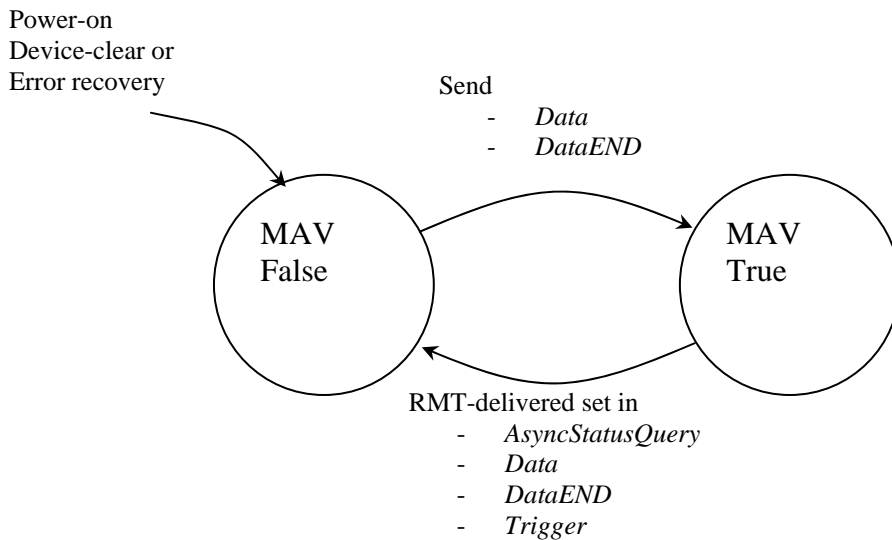 Power-on
Device-clear or
Error recovery
Send
- Data
- DataEND
MAV
False
MAV
True
RMT-delivered set in
- AsyncStatusQuery
- Data
- DataEND
- Trigger